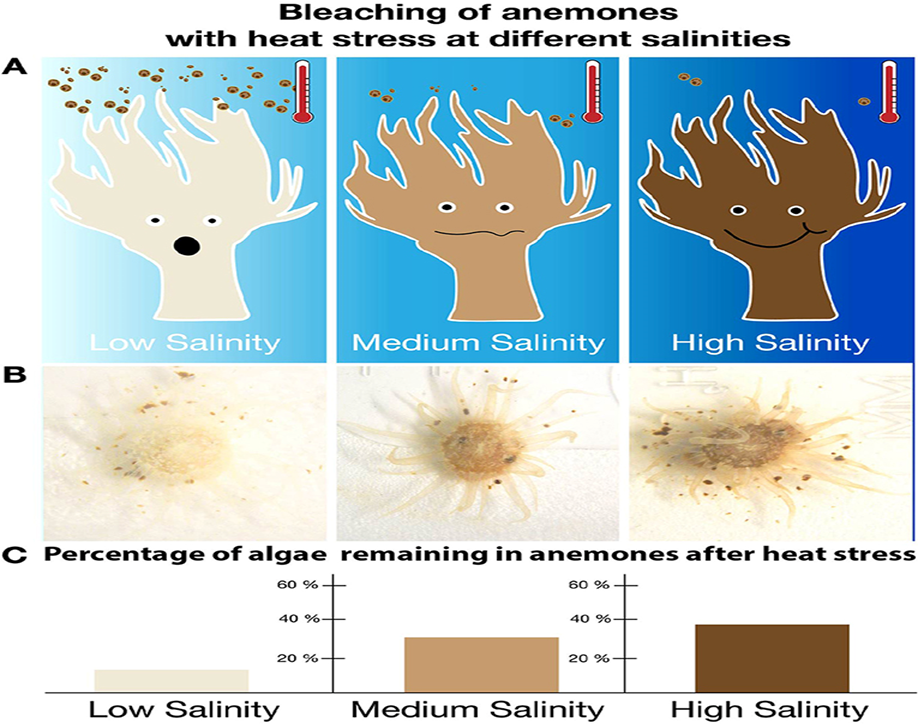 Bleaching of anemones
with heat stress at different salinities
A
Low Salinity
Medium Salinity
High Salinity
B
C
Percentage of algae remaining in anemones after heat stress
60 %
40 %
20 %
60 %
40 %
20 %
Low Salinity
Medium Salinity
High Salinity